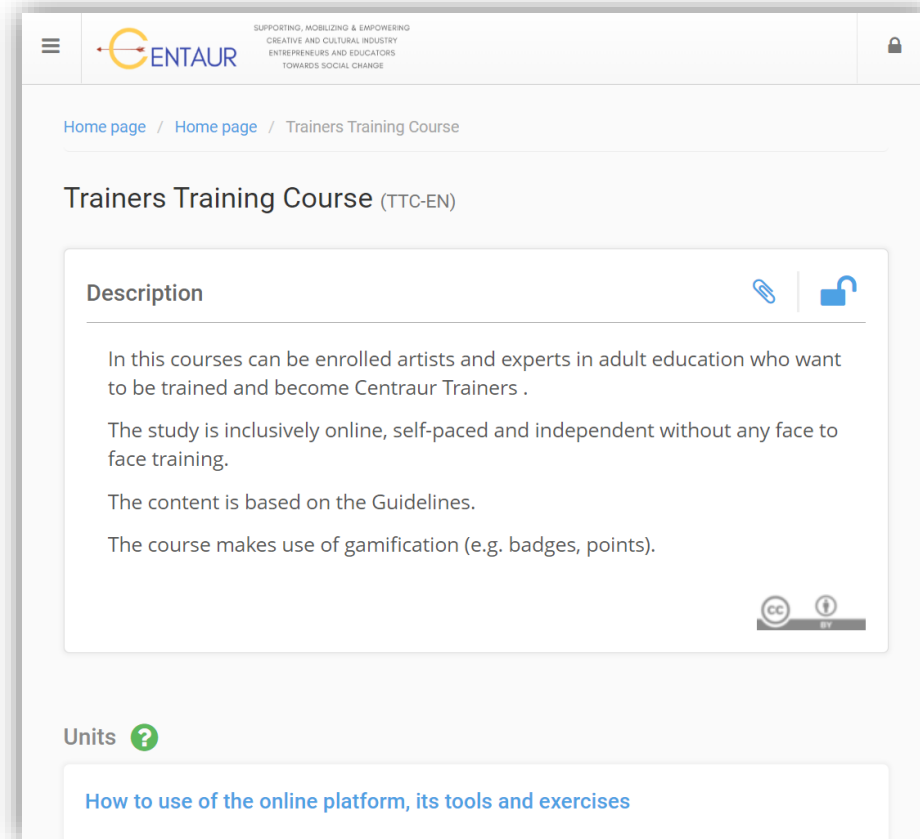 CENTAUR
SUPPORTING, MOBILIZING & EMPOWERING
CREATIVE AND CULTURAL INDUSTRY
ENTREPRENEURS AND EDUCATORS
TOWARDS SOCIAL CHANGE
Home page / Home page / Trainers Training Course
Trainers Training Course (TTC-EN)
Description
In this courses can be enrolled artists and experts in adult education who want
to be trained and become Centraur Trainers .
The study is inclusively online, self-paced and independent without any face to
face training.
The content is based on the Guidelines.
The course makes use of gamification (e.g. badges, points).
cc
BY
Units ?
How to use of the online platform, its tools and exercises